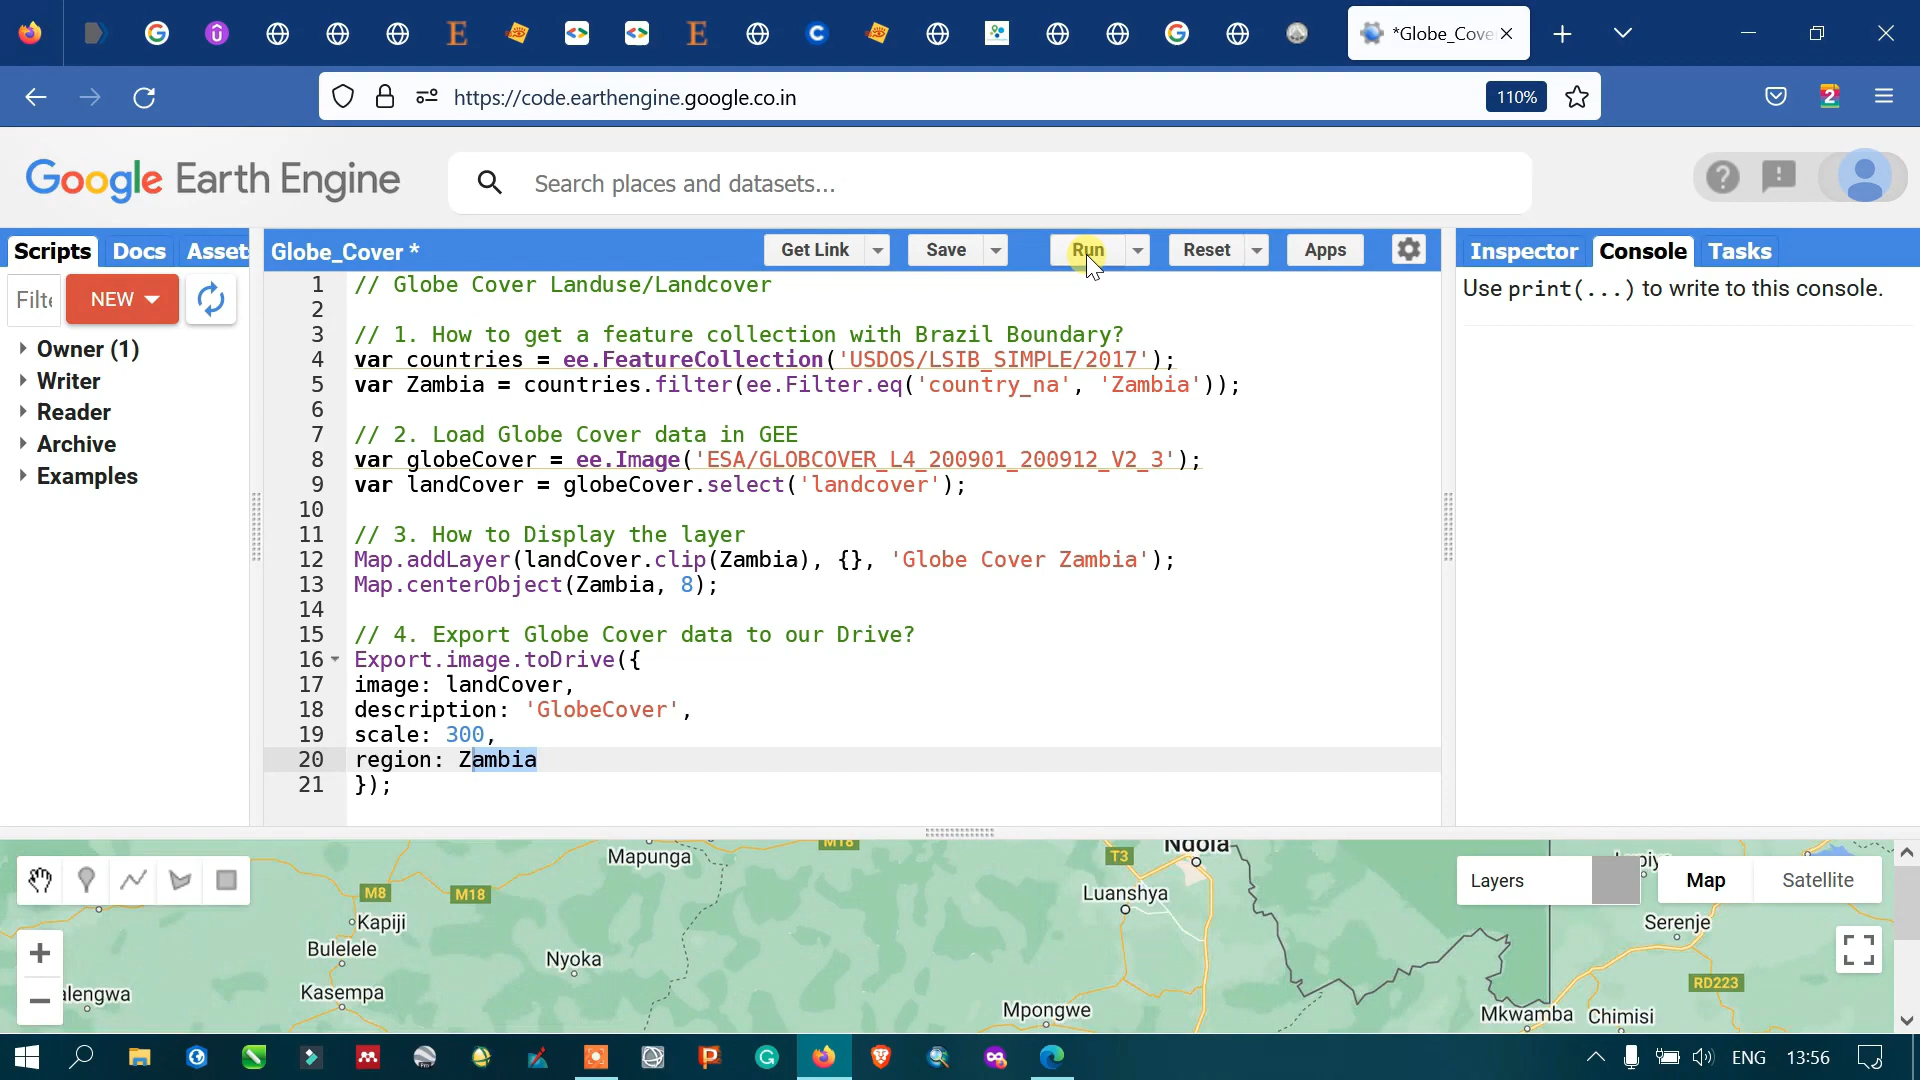 *Globe_Cove
https://code.earthengine.google.co.in
110%
2
Google Earth Engine
Search places and datasets...
Scripts Docs Asset
Globe_Cover *
Get Link
Save
Run
Reset
Apps
Inspector Console Tasks
Filte
NEW
Owner (1)
Writer
Reader
Archive
Examples
1 // Globe Cover Landuse/Landcover
2
3 // 1. How to get a feature collection with Brazil Boundary?
4 var countries = ee.FeatureCollection('USDOS/LSIB_SIMPLE/2017');
5 var Zambia = countries.filter(ee.Filter.eq('country_na', 'Zambia'));
6
7 // 2. Load Globe Cover data in GEE
8 var globeCover = ee.Image('ESA/GLOBCOVER_L4_200901_200912_V2_3');
9 var landCover = globeCover.select('landcover');
10
11 // 3. How to Display the layer
12 Map.addLayer(landCover.clip(Zambia), {}, 'Globe Cover Zambia');
13 Map.centerObject(Zambia, 8);
14
15 // 4. Export Globe Cover data to our Drive?
16 Export.image.toDrive({
17 image: landCover,
18 description: 'GlobeCover',
19 scale: 300,
20 region: Zambia
21 });
Use print(...) to write to this console.
Mapunga
M18
T3
Ndola
Luanshya
M8
M18
Kapiji
Bulelele
Nyoka
Kasempa
alengwa
Mpongwe
Layers
Map
Satellite
Serenje
RD223
Mkwamba
Chimisi
ENG
13:56